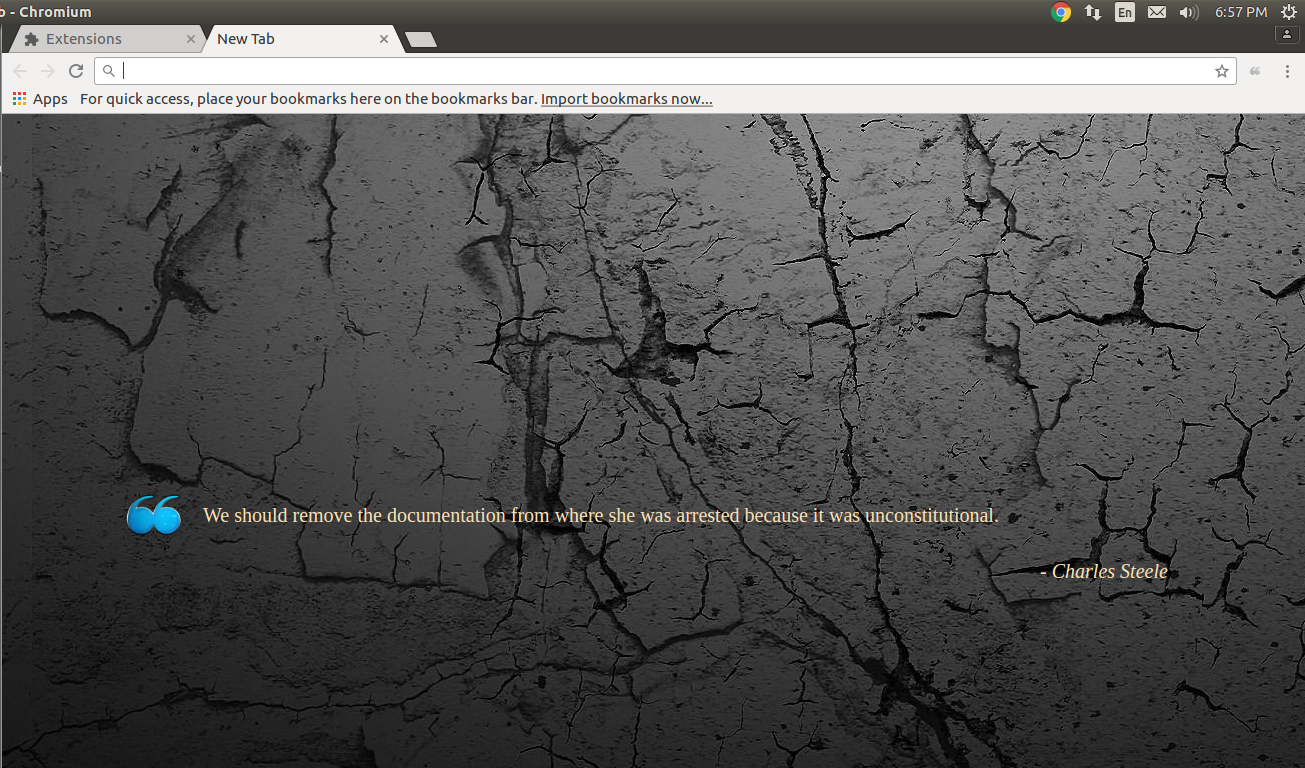 b - Chromium
En
6:57 PM
Extensions
New Tab
Apps For quick access, place your bookmarks here on the bookmarks bar. Import bookmarks now...
We should remove the documentation from where she was arrested because it was unconstitutional.
- Charles Steele